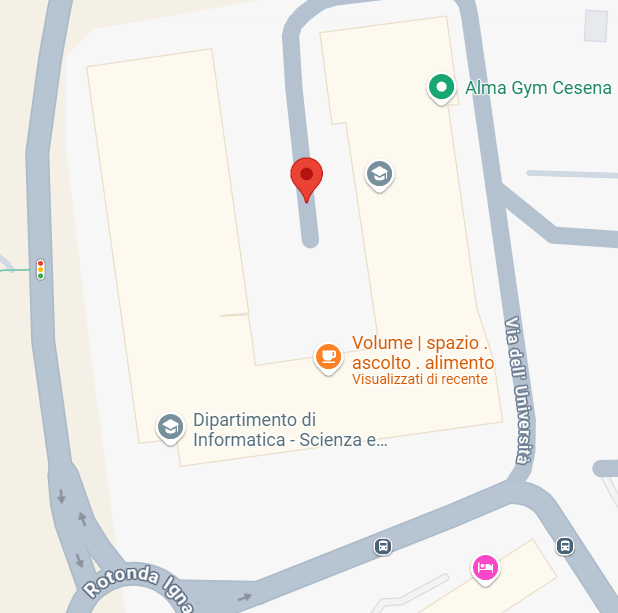 Alma Gym Cesena
Volume | spazio .
ascolto . alimento
Visualizzati di recente
Via dell' Università
Dipartimento di
Informatica - Scienza e...
Rotonda Igna